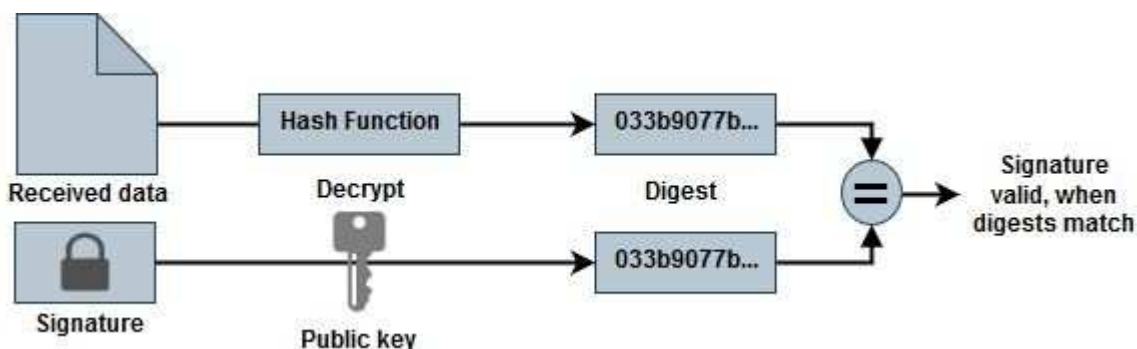 Hash Function
033b9077b...
Received data
Decrypt
Digest
=
Signature
valid, when
digests match
033b9077b...
Signature
Public key